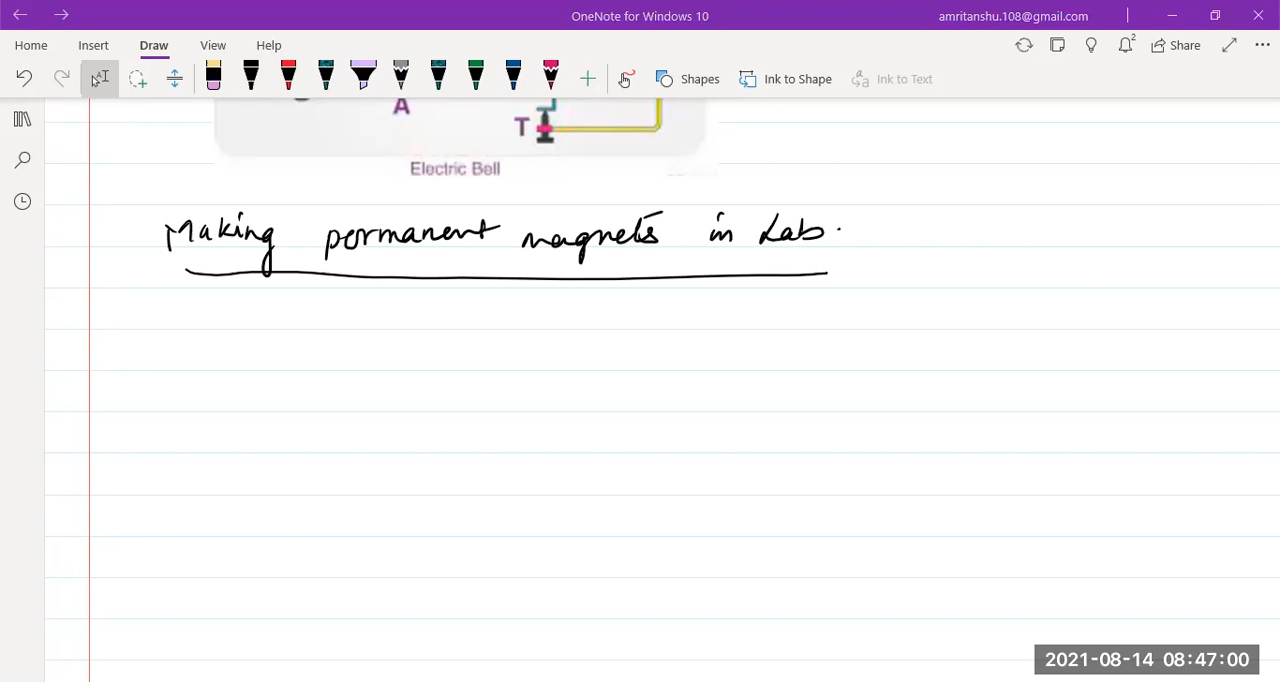 OneNote for Windows 10
amritanshu.108@gmail.com
Home Insert Draw View Help
2
Share
Shapes
Ink to Shape
Ink to Text
A
T
Electric Bell
Making permanent magnets in Lab.
2021-08-14 08:47:00